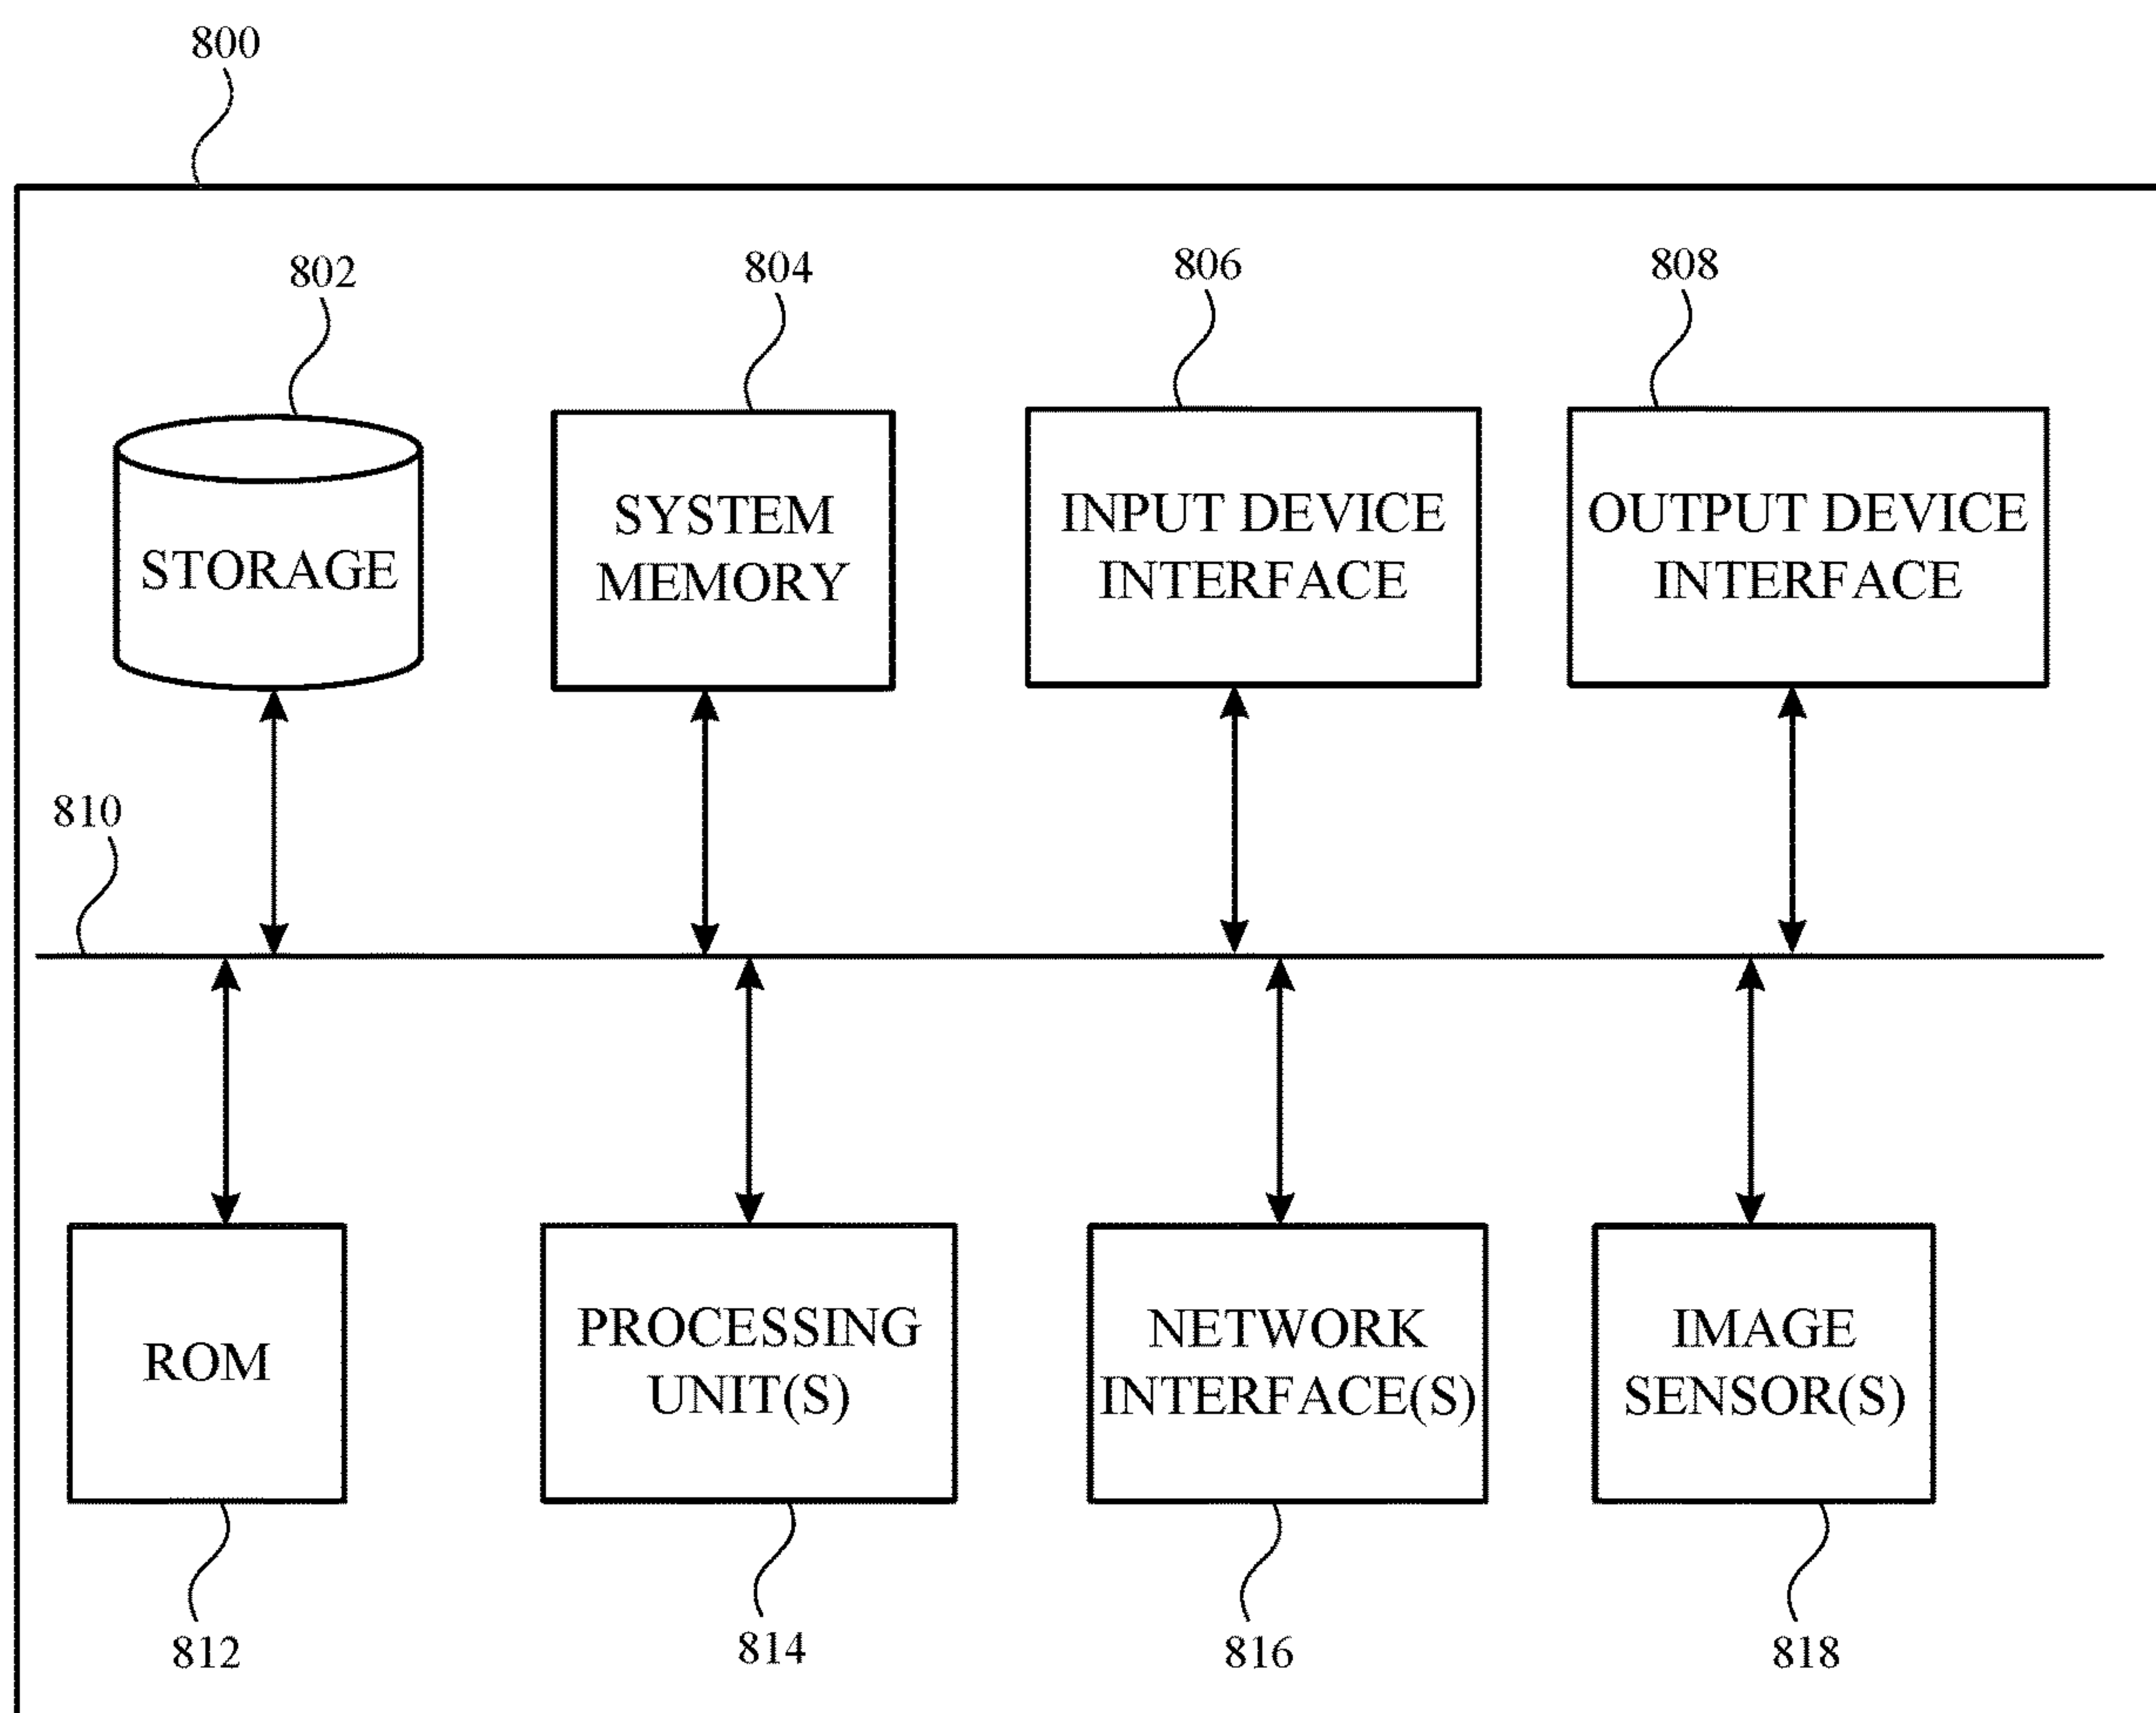 800
802
804
806
808
STORAGE
SYSTEM
MEMORY
INPUT DEVICE
INTERFACE
OUTPUT DEVICE
INTERFACE
810
ROM
PROCESSING
UNIT(S)
NETWORK
INTERFACE(S)
IMAGE
SENSOR(S)
812
814
816
818